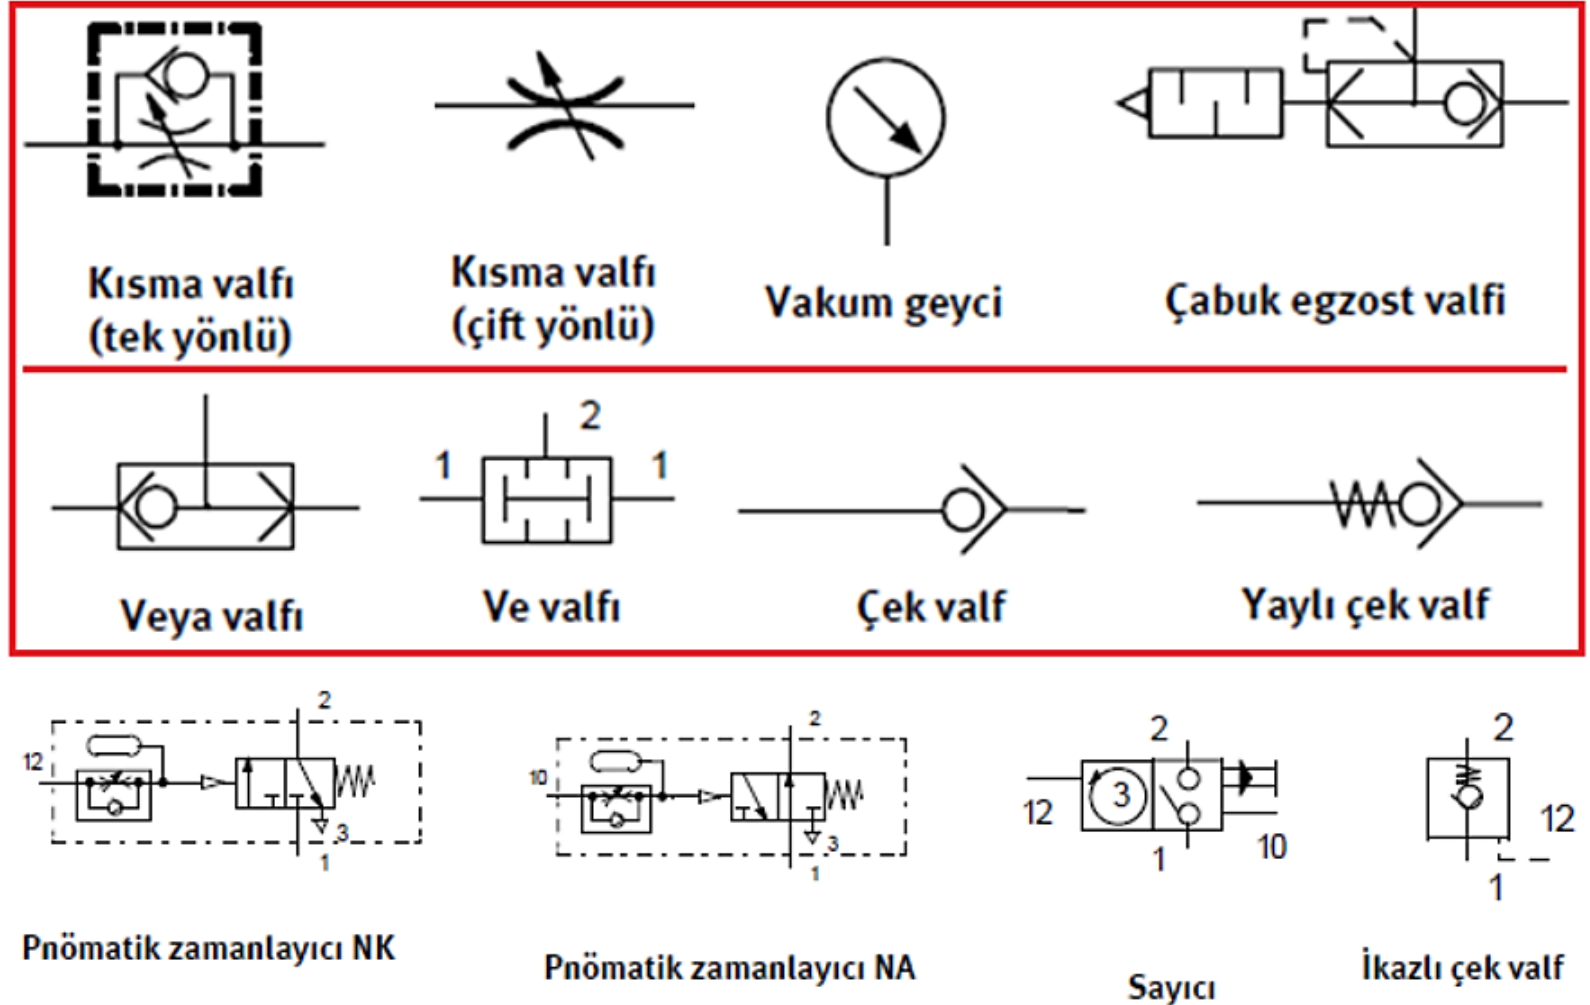 Kısma valfı
(tek yönlü)
Kısma valfı
(çift yönlü)
Vakum geyci
Çabuk egzost valfi
2
1
1
Veya valfı
Ve valfı
Çek valf
Yaylı çek valf
2
12
3
1
2
10
3
1
2
3
12
1
10
2
12
1
Pnömatik zamanlayıcı NK
Pnömatik zamanlayıcı NA
Sayıcı
İkazlı çek valf